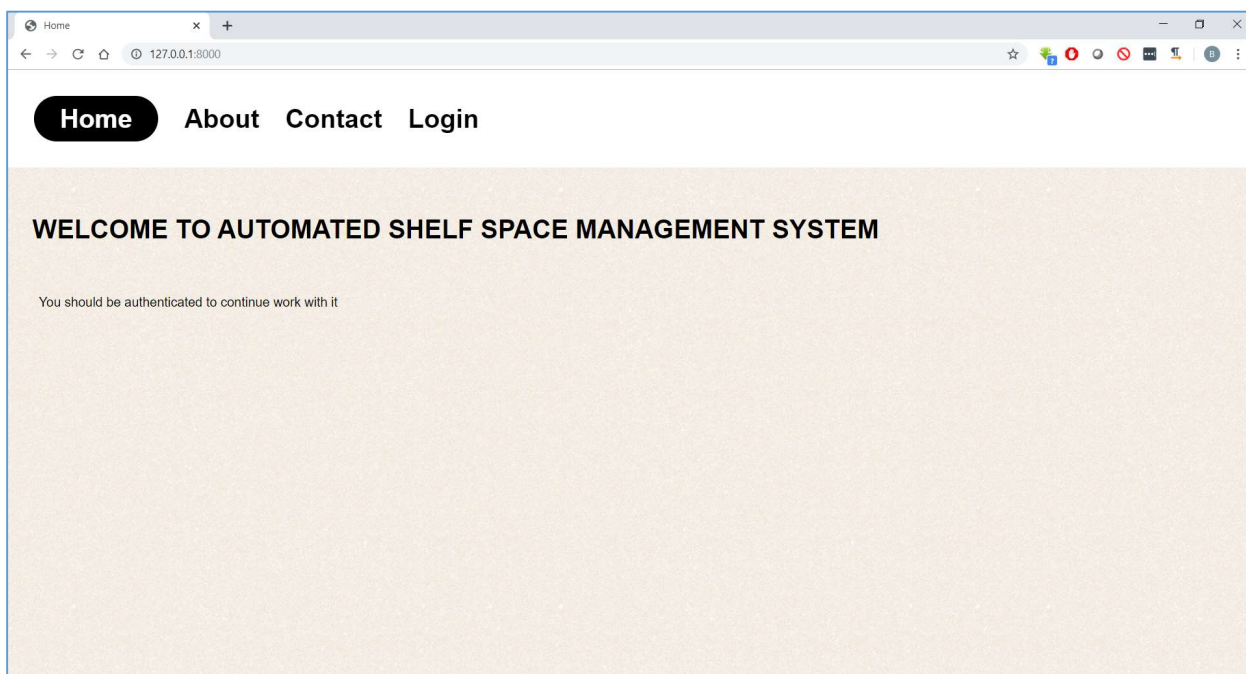 Home
127.0.0.1:8000
Home About Contact Login
WELCOME TO AUTOMATED SHELF SPACE MANAGEMENT SYSTEM
You should be authenticated to continue work with it
B
?